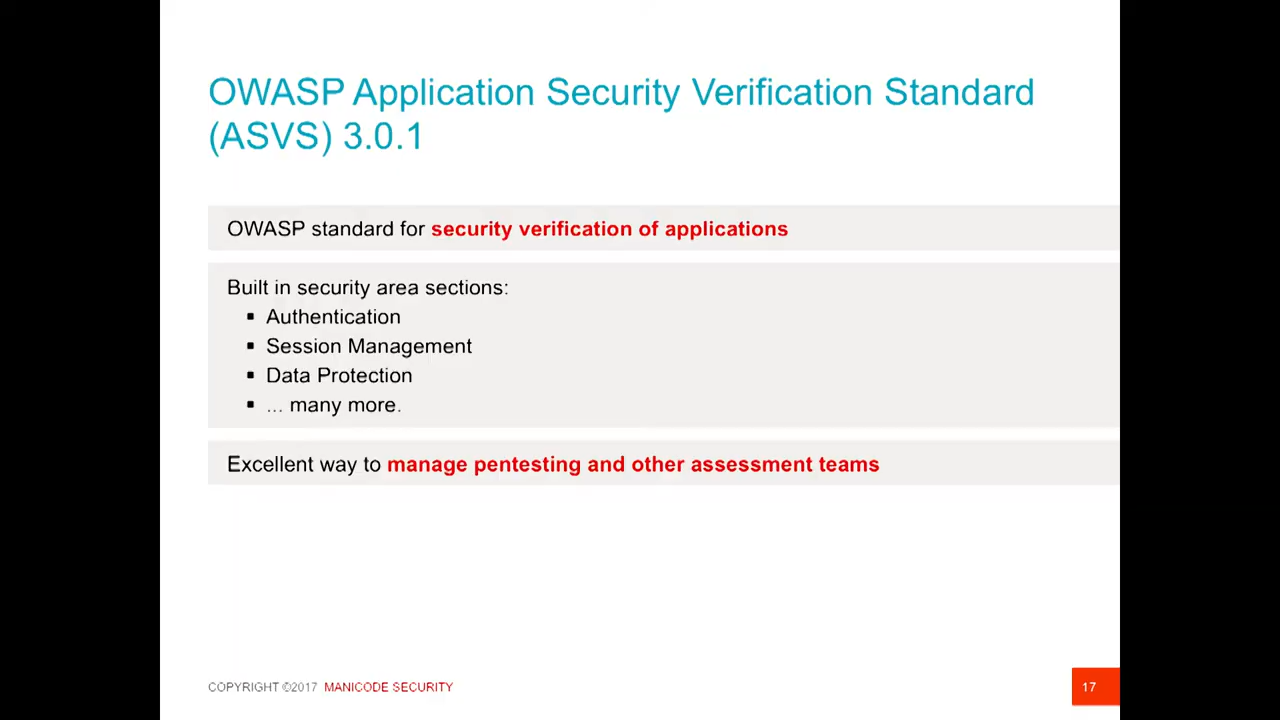 OWASP Application Security Verification Standard
(ASVS) 3.0.1
OWASP standard for security verification of applications
Built in security area sections:
▪ Authentication
▪ Session Management
▪ Data Protection
▪ ... many more.
Excellent way to manage pentesting and other assessment teams
COPYRIGHT ©2017 MANICODE SECURITY
17